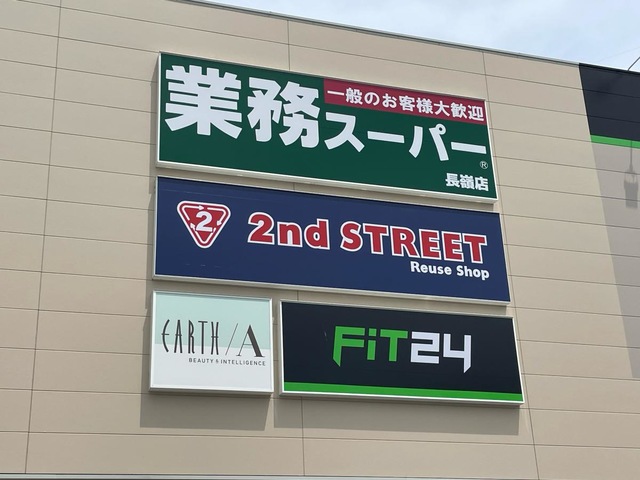 一般のお客様大歓迎
業務スーパー
®
長嶺店
2
2nd STREET
Reuse Shop
EARTH/A
BEAUTY & INTELLIGENCE
FiT24